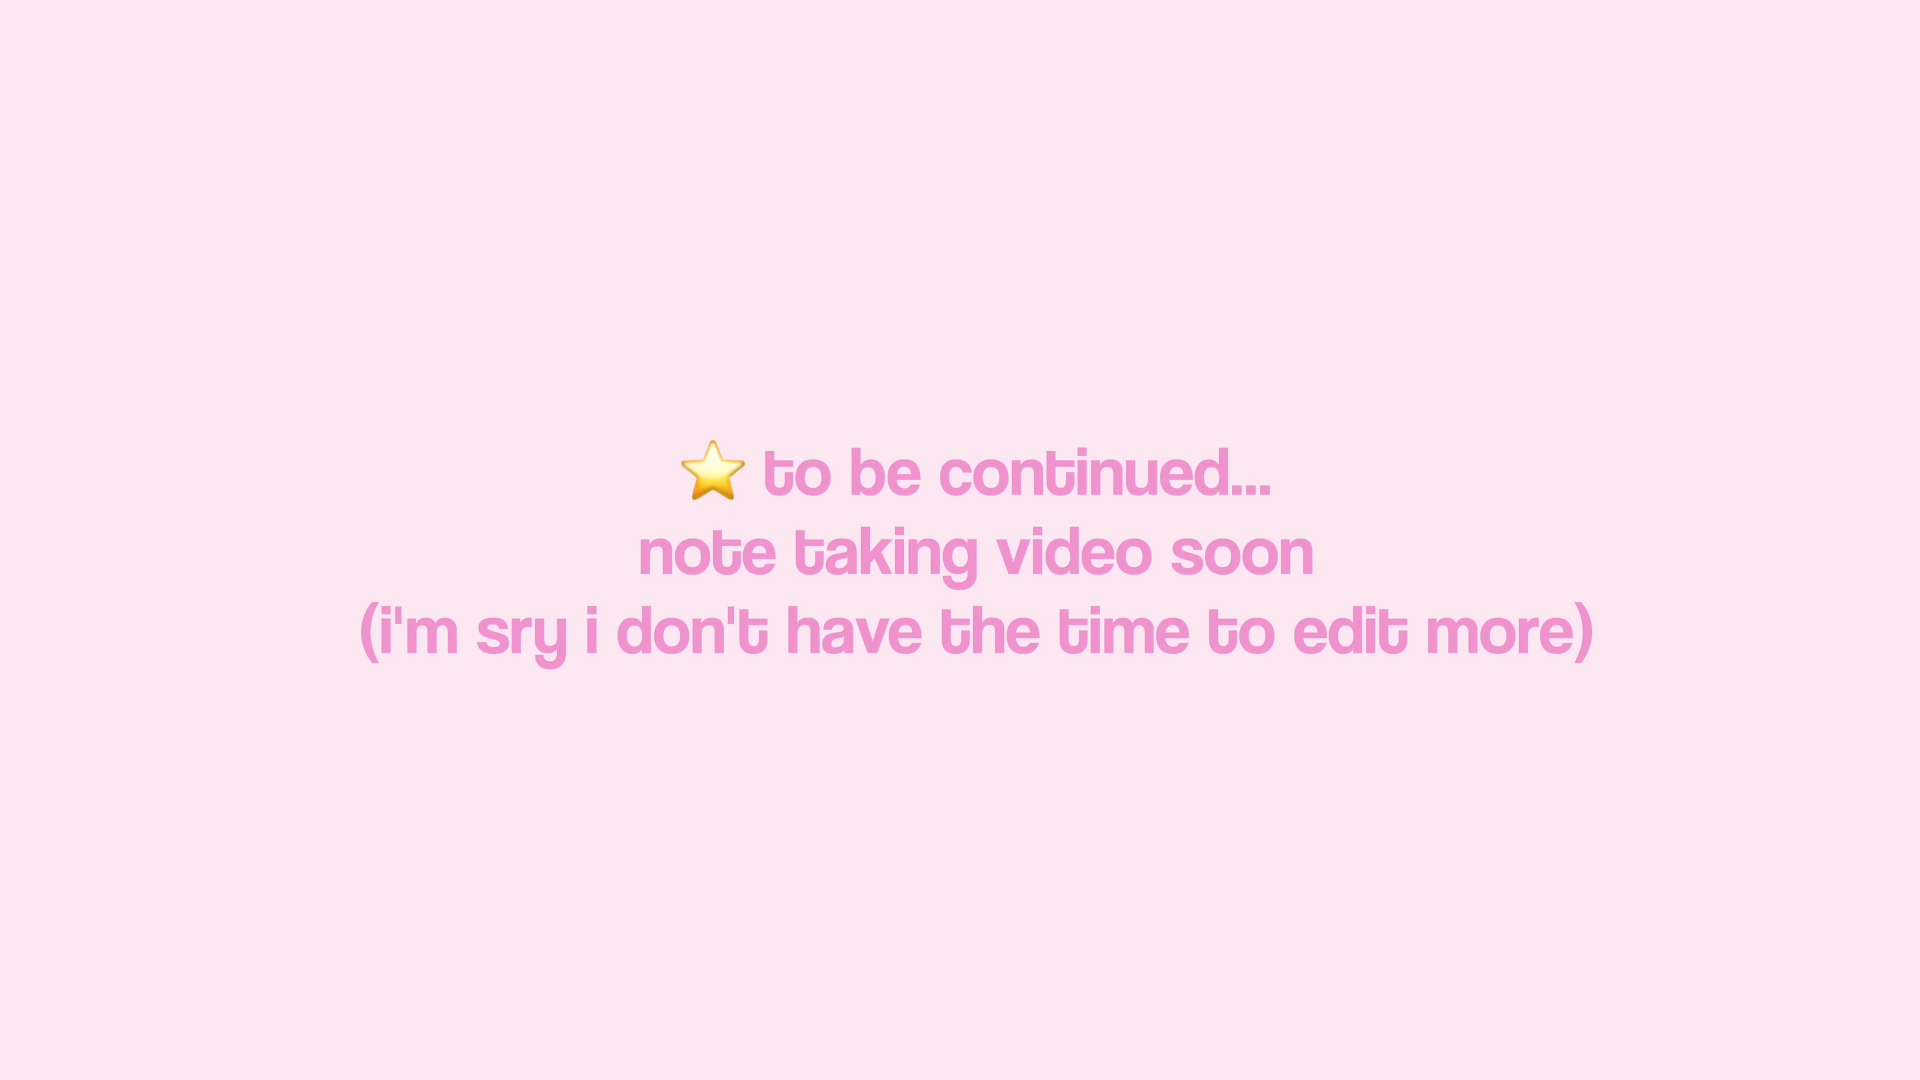 ⭐ to be continued...
note taking video soon
(i'm sry i don't have the time to edit more)